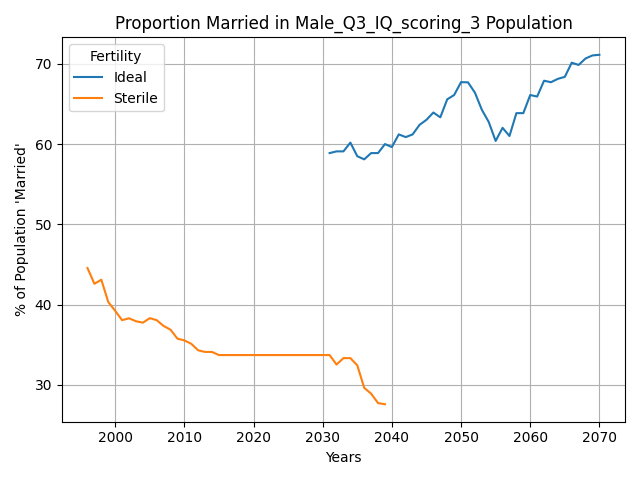 Proportion Married in Male_Q3_IQ_scoring_3 Population
Fertility
Ideal
Sterile
% of Population 'Married'
70
60
50
40
30
2000
2010
2020
2030
2040
2050
2060
2070
Years